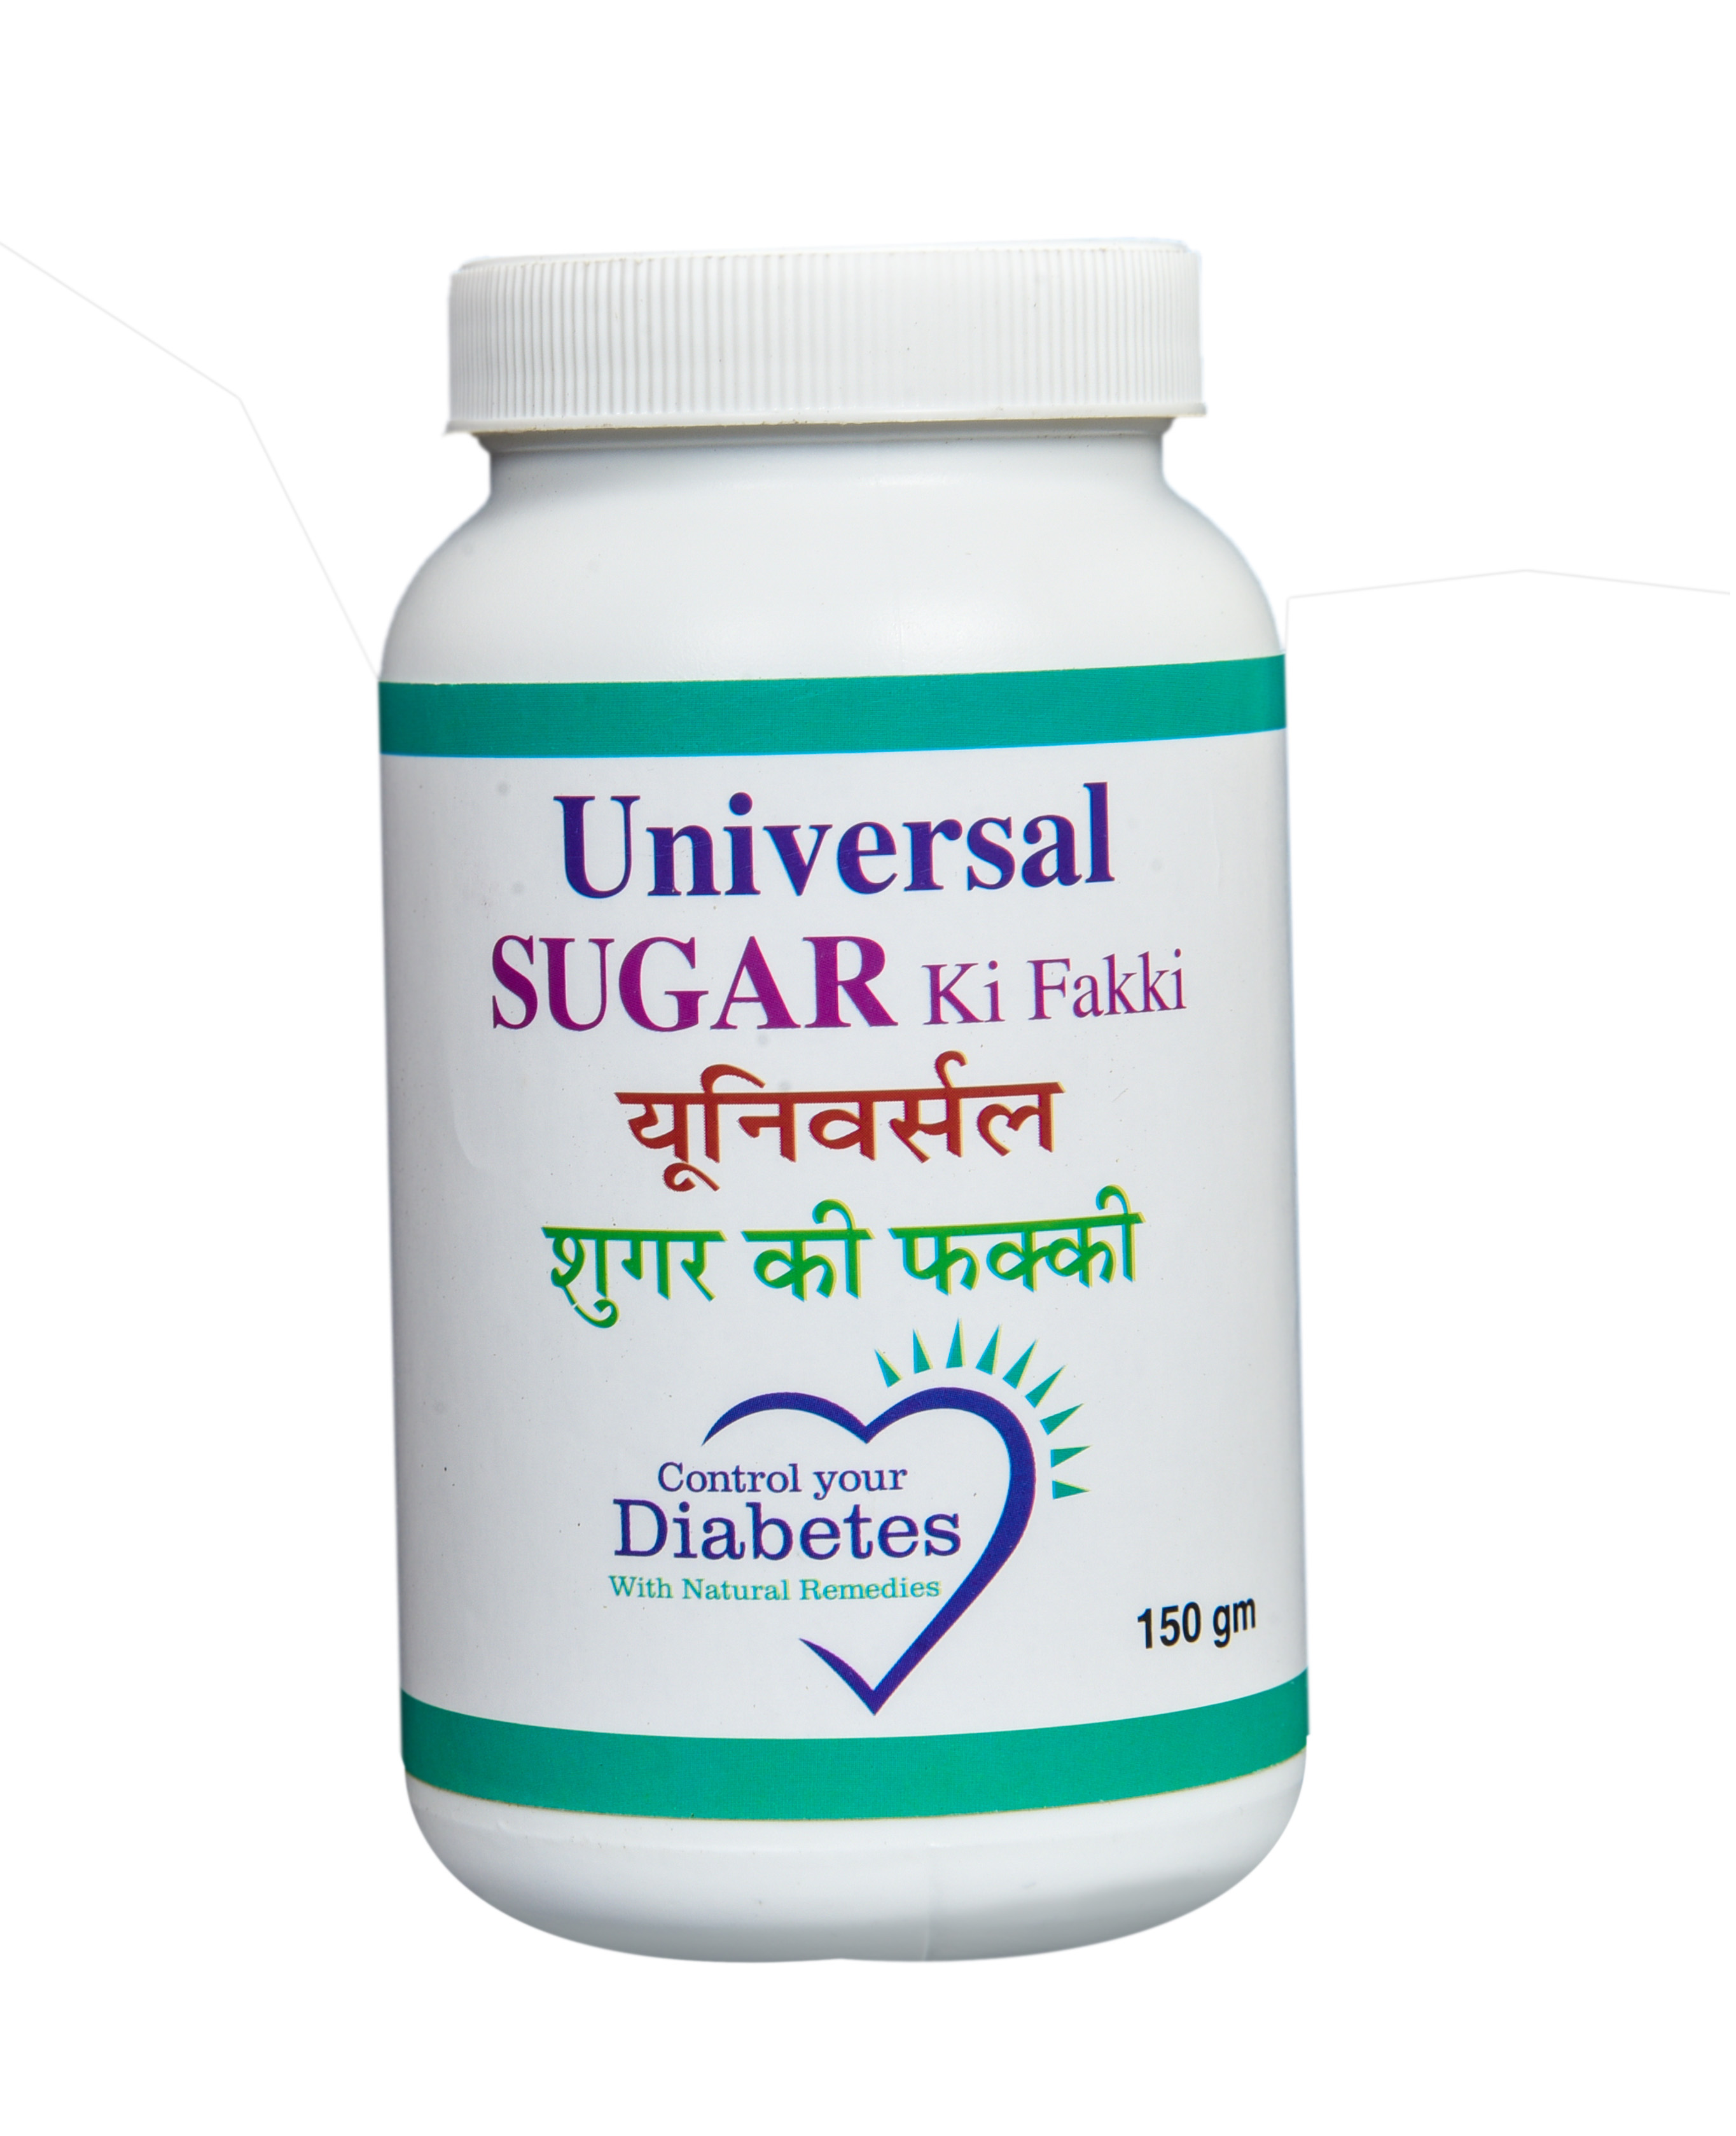 Universal
SUGAR Ki Fakki
यूनिवर्सल
शुगर की फक्की
Control your
Diabetes
With Natural Remedies
150 gm